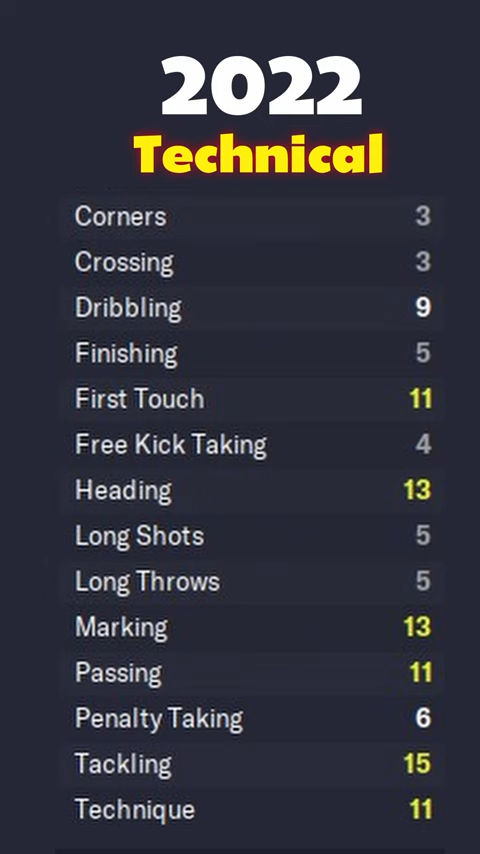 2022
Technical
Corners 3
Crossing 3
Dribbling 9
Finishing 5
First Touch 11
Free Kick Taking 4
Heading 13
Long Shots 5
Long Throws 5
Marking 13
Passing 11
Penalty Taking 6
Tackling 15
Technique 11